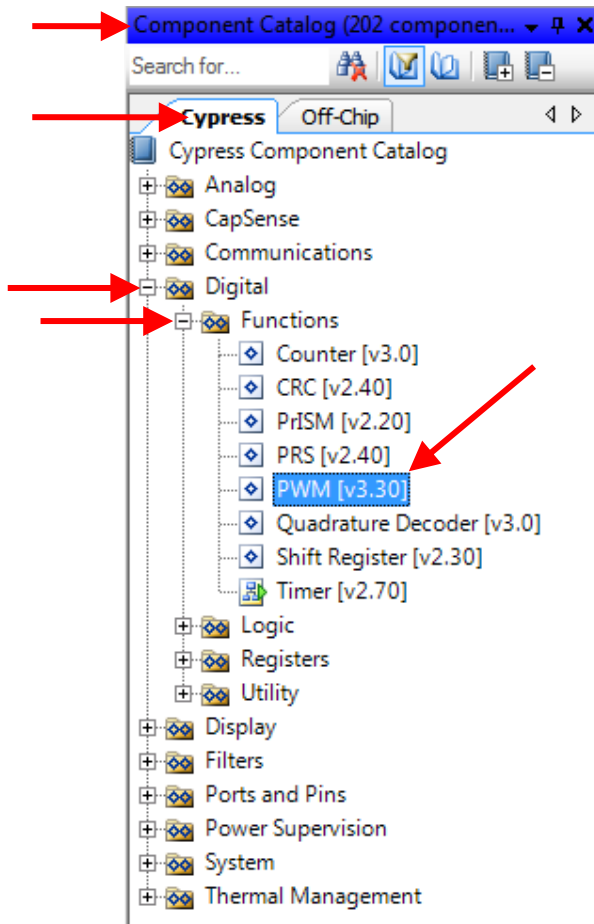 Component Catalog (202 componen...
Search for...
Cypress Off-Chip
Cypress Component Catalog
Analog
CapSense
Communications
Digital
Functions
Counter [v3.0]
CRC [v2.40]
PrISM [v2.20]
PRS [v2.40]
PWM [v3.30]
Quadrature Decoder [v3.0]
Shift Register [v2.30]
Timer [v2.70]
Logic
Registers
Utility
Display
Filters
Ports and Pins
Power Supervision
System
Thermal Management